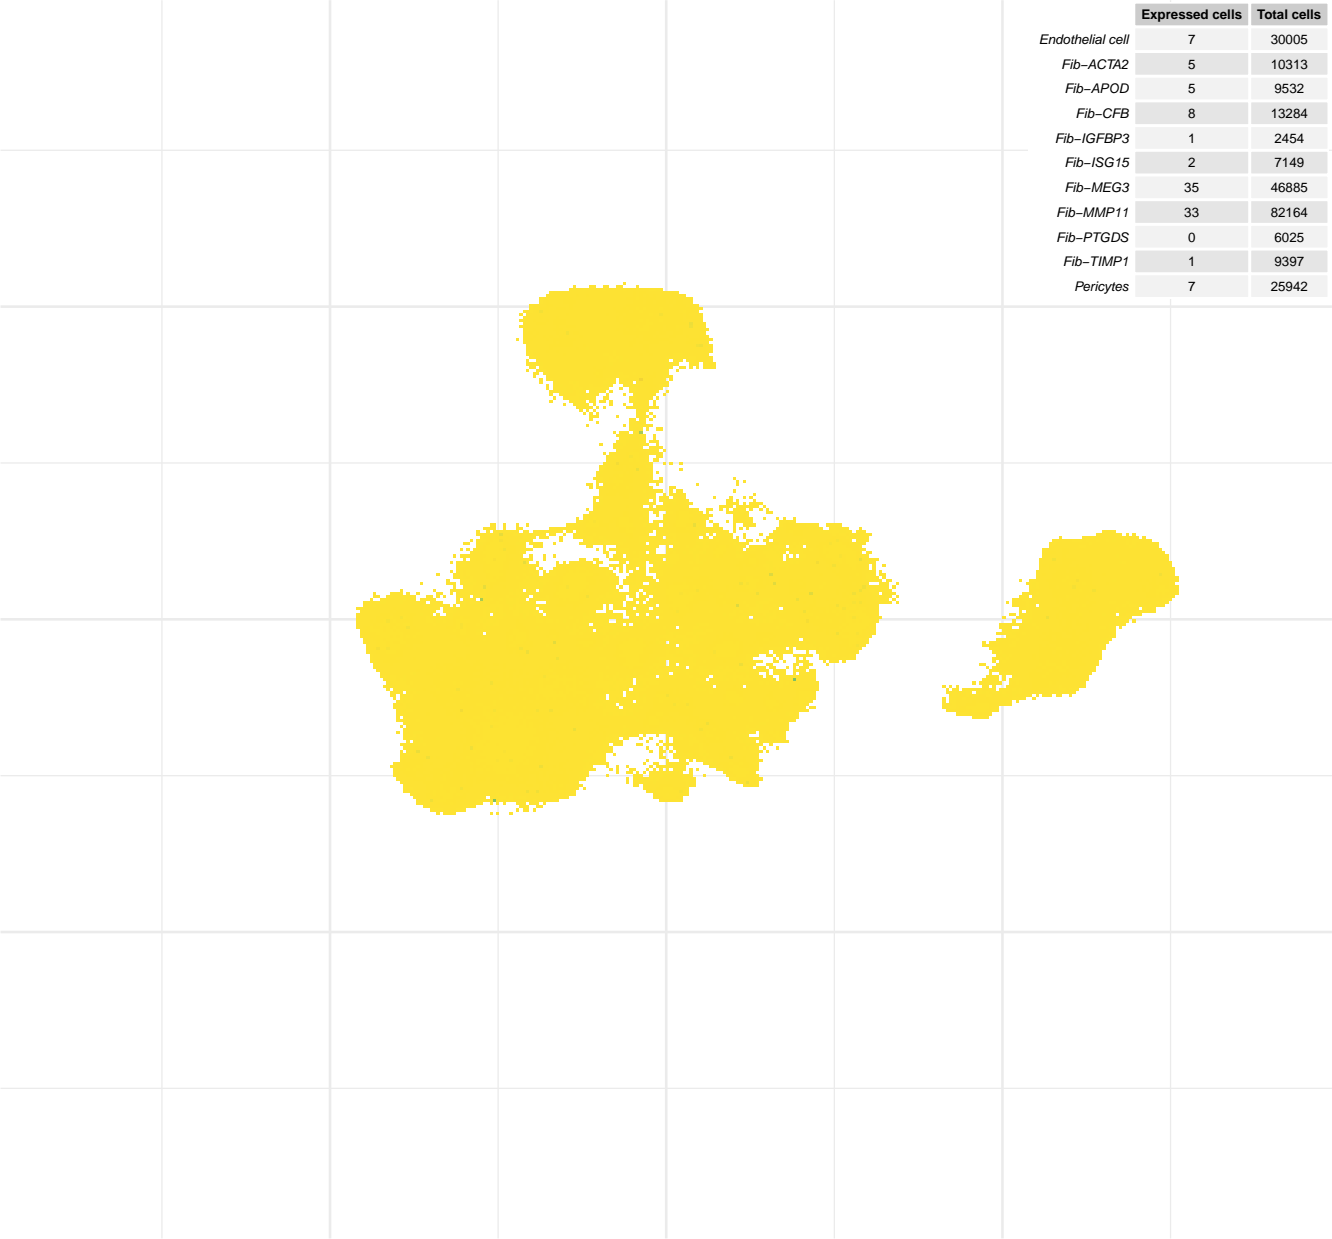 Expressed cells Total cells
Endothelial cell 7 30005
Fib−ACTA2 5 10313
Fib−APOD 5 9532
Fib−CFB 8 13284
Fib−IGFBP3 1 2454
Fib−ISG15 2 7149
Fib−MEG3 35 46885
Fib−MMP11 33 82164
Fib−PTGDS 0 6025
Fib−TIMP1 1 9397
Pericytes 7 25942